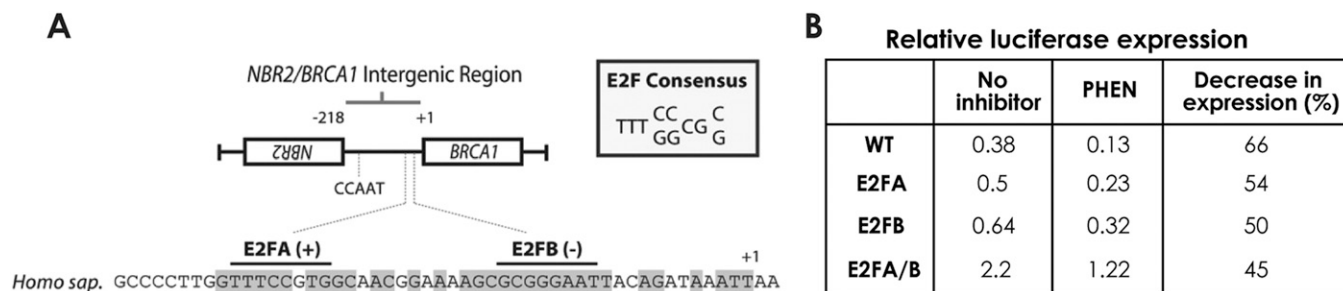 A
NBR2/BRCA1 Intergenic Region
-218
+1
NBR2
BRCA1
CCAAT
E2F Consensus
CC C
TTT CG
GG G
E2FA (+)
E2FB (-)
+1
Homo sap. GCCCCTTGGTTTCCGTGGCAACGGAAAAGCGCGGGAATTACAGATAAATTAA
B
Relative luciferase expression
No inhibitor PHEN Decrease in expression (%)
WT 0.38 0.13 66
E2FA 0.5 0.23 54
E2FB 0.64 0.32 50
E2FA/B 2.2 1.22 45